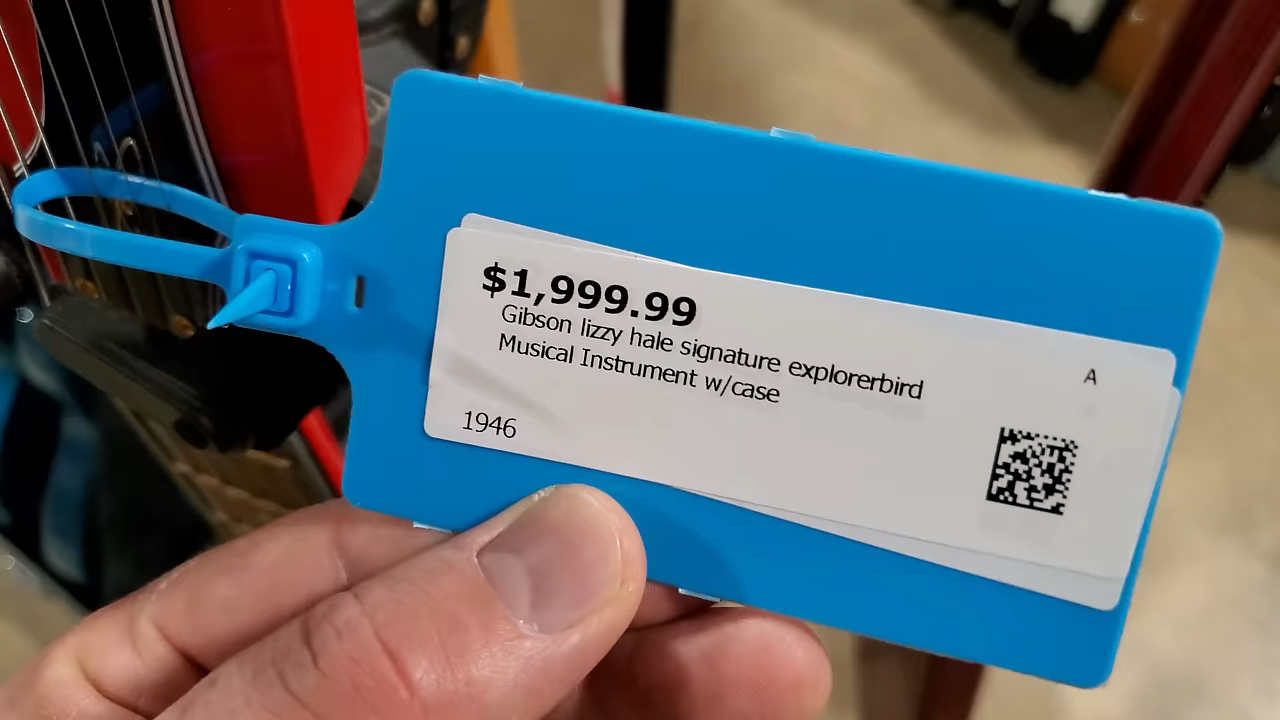 $1,999.99
Gibson lizzy hale signature explorerbird
Musical Instrument w/case
A
1946